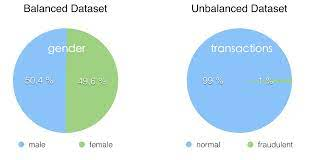 Balanced Dataset
gender
50,4 %
49,6 %
male
female
Unbalanced Dataset
transactions
99 %
1 %
normal
fraudulent